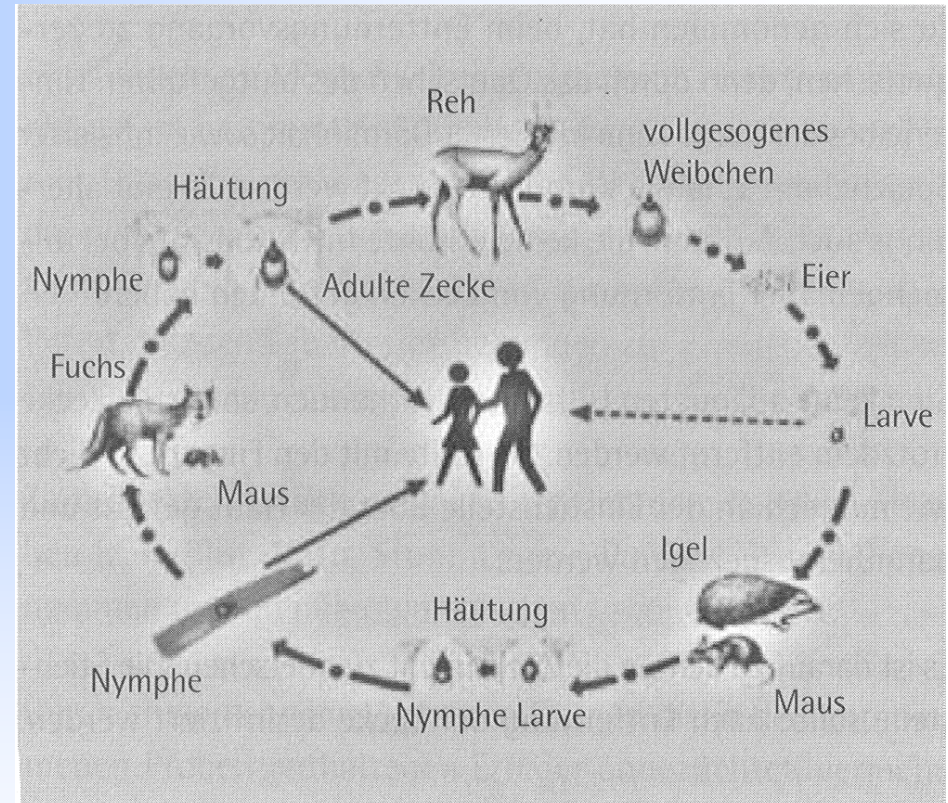 Reh
vollgesogenes
Weibchen
Häutung
Nymphe
Adulte Zecke
Eier
Fuchs
Larve
Maus
Igel
Häutung
Nymphe
Maus
Nymphe Larve